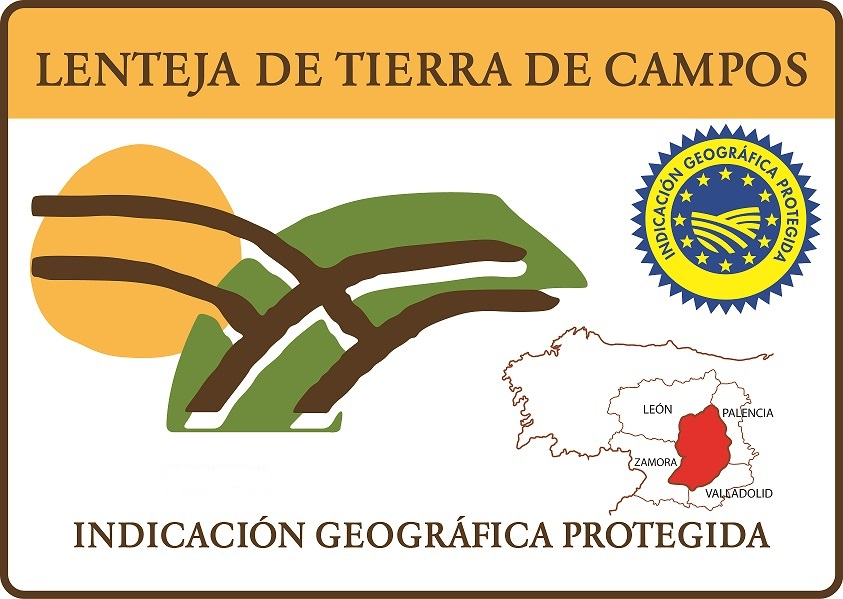 LENTEJA DE TIERRA DE CAMPOS
INDICACIÓN GEOGRÁFICA PROTEGIDA
LEÓN
PALENCIA
ZAMORA
VALLADOLID
INDICACIÓN GEOGRÁFICA PROTEGIDA